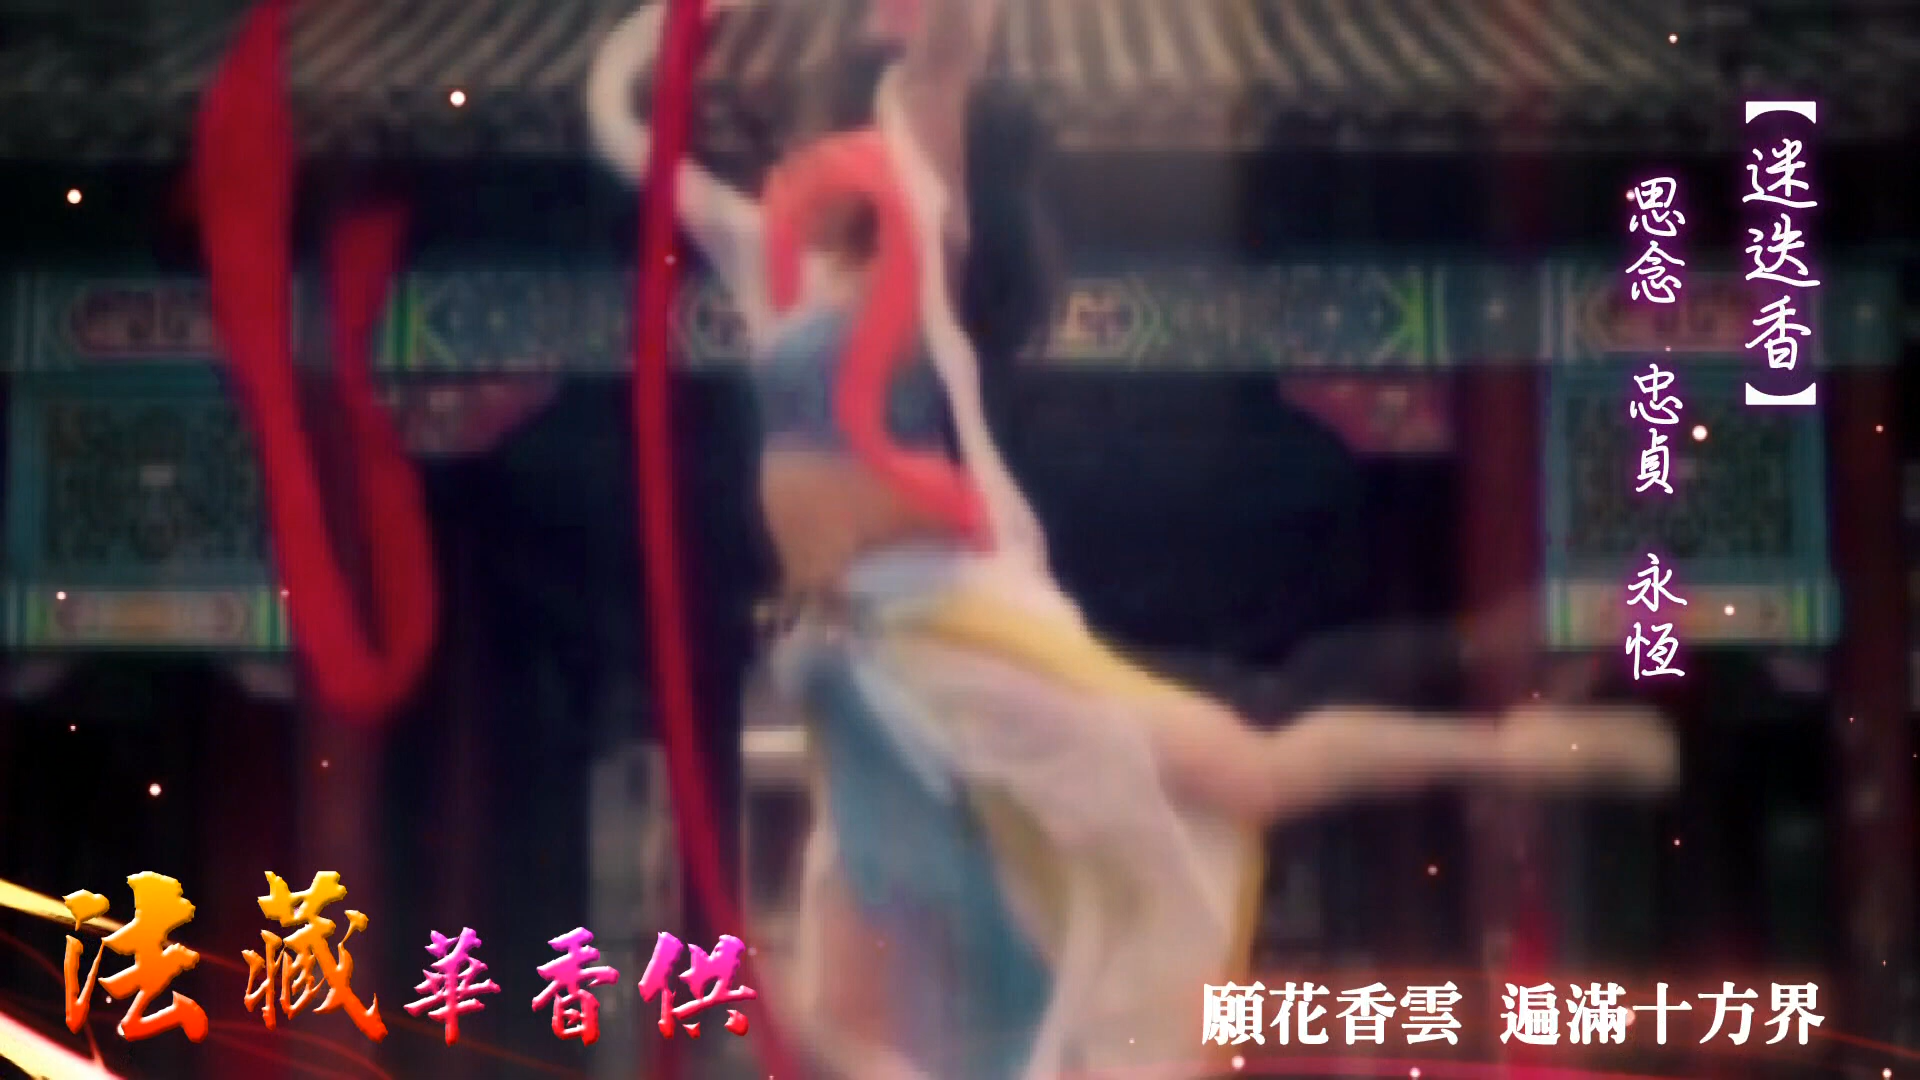 【迷迭香】
思念 忠貞 永恆
法藏華香供
願花香雲 遍滿十方界